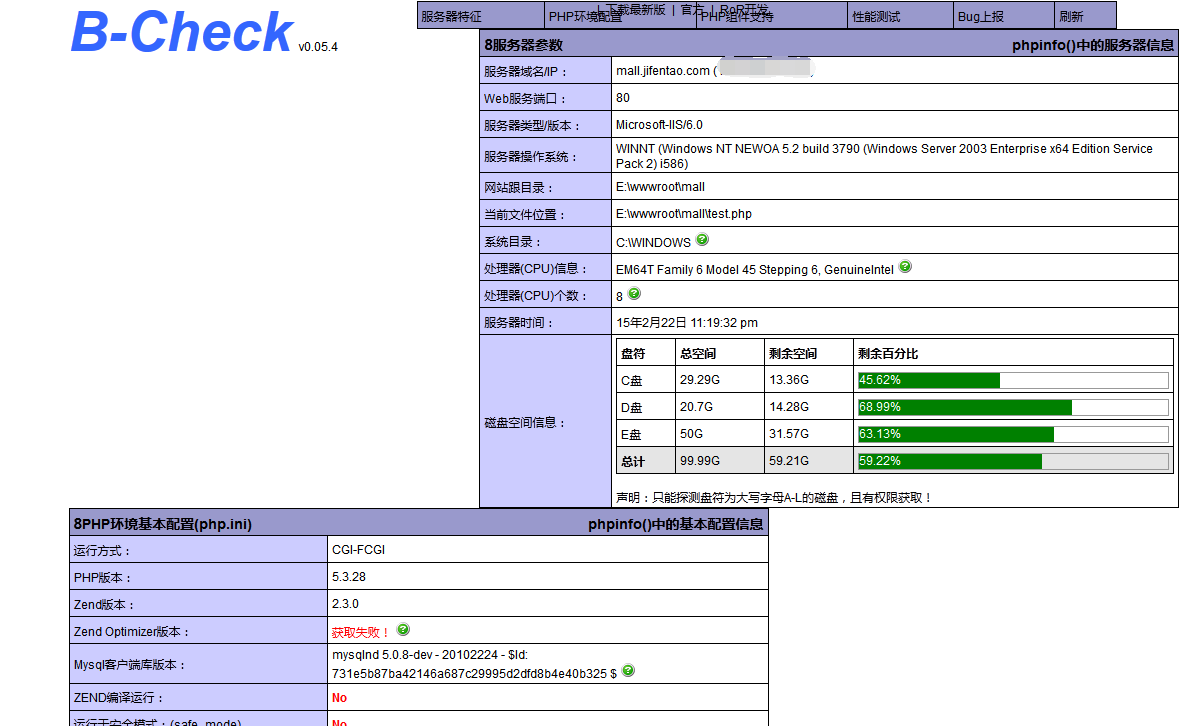 B-Check v0.05.4
| 下载最新版 | 官方 | RoR开发
服务器特征 PHP环境配置 PHP组件支持 性能测试 Bug上报 刷新
8服务器参数 phpinfo()中的服务器信息
服务器域名/IP： mall.jifentao.com (
Web服务端口： 80
服务器类型/版本： Microsoft-IIS/6.0
服务器操作系统： WINNT (Windows NT NEWOA 5.2 build 3790 (Windows Server 2003 Enterprise x64 Edition Service
Pack 2) i586)
网站跟目录： E:\wwwroot\mall
当前文件位置： E:\wwwroot\mall\test.php
系统目录： C:\WINDOWS
处理器(CPU)信息： EM64T Family 6 Model 45 Stepping 6, GenuineIntel
处理器(CPU)个数： 8
服务器时间： 15年2月22日 11:19:32 pm
磁盘空间信息：
盘符 总空间 剩余空间 剩余百分比
C盘 29.29G 13.36G 45.62%
D盘 20.7G 14.28G 68.99%
E盘 50G 31.57G 63.13%
总计 99.99G 59.21G 59.22%
声明：只能探测盘符为大写字母A-L的磁盘，且有权限获取！
8PHP环境基本配置(php.ini) phpinfo()中的基本配置信息
运行方式： CGI-FCGI
PHP版本： 5.3.28
Zend版本： 2.3.0
Zend Optimizer版本： 获取失败！
Mysql客户端库版本： mysqlnd 5.0.8-dev - 20102224 - $Id:
731e5b87ba42146a687c29995d2dfd8b4e40b325 $
ZEND编译运行： No
运行于安全模式：(safe_mode) No